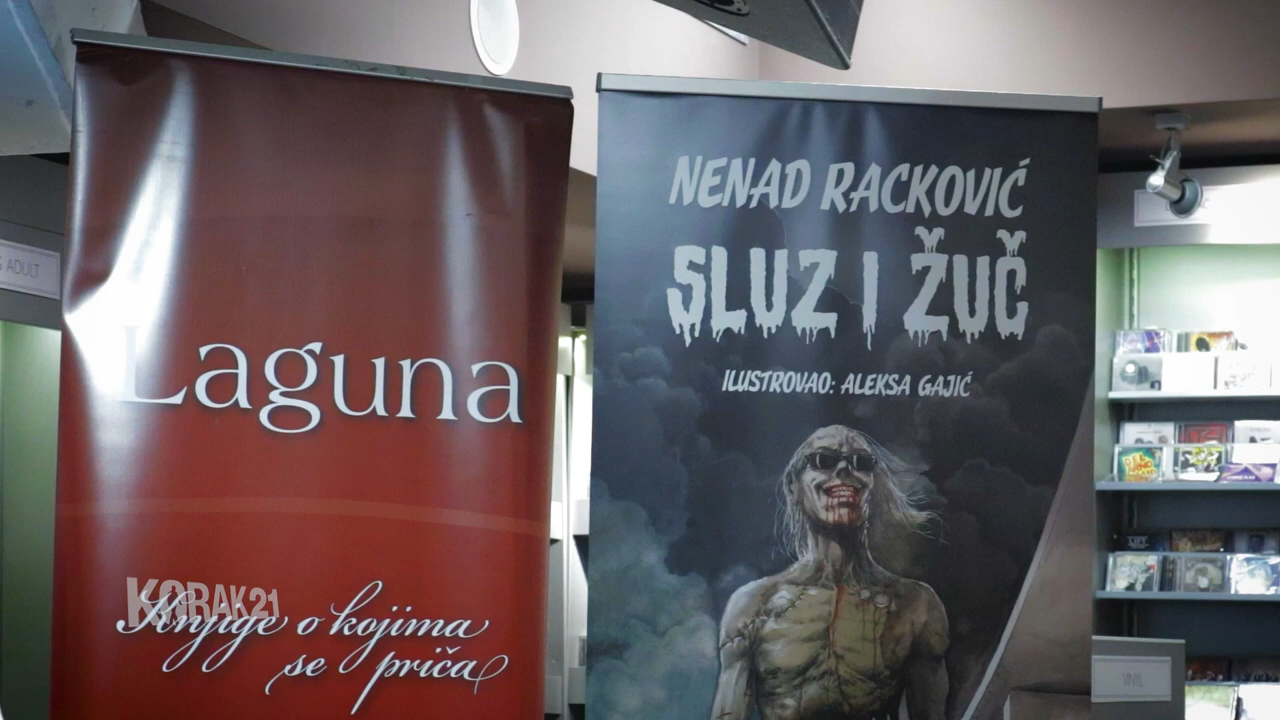 Laguna
Knjige o kojima
se priča
KORAK21
NENAD RACKOVIĆ
SLUZ I ŽUČ
ILUSTROVAO: ALEKSA GAJIĆ
ADULT
VINYL